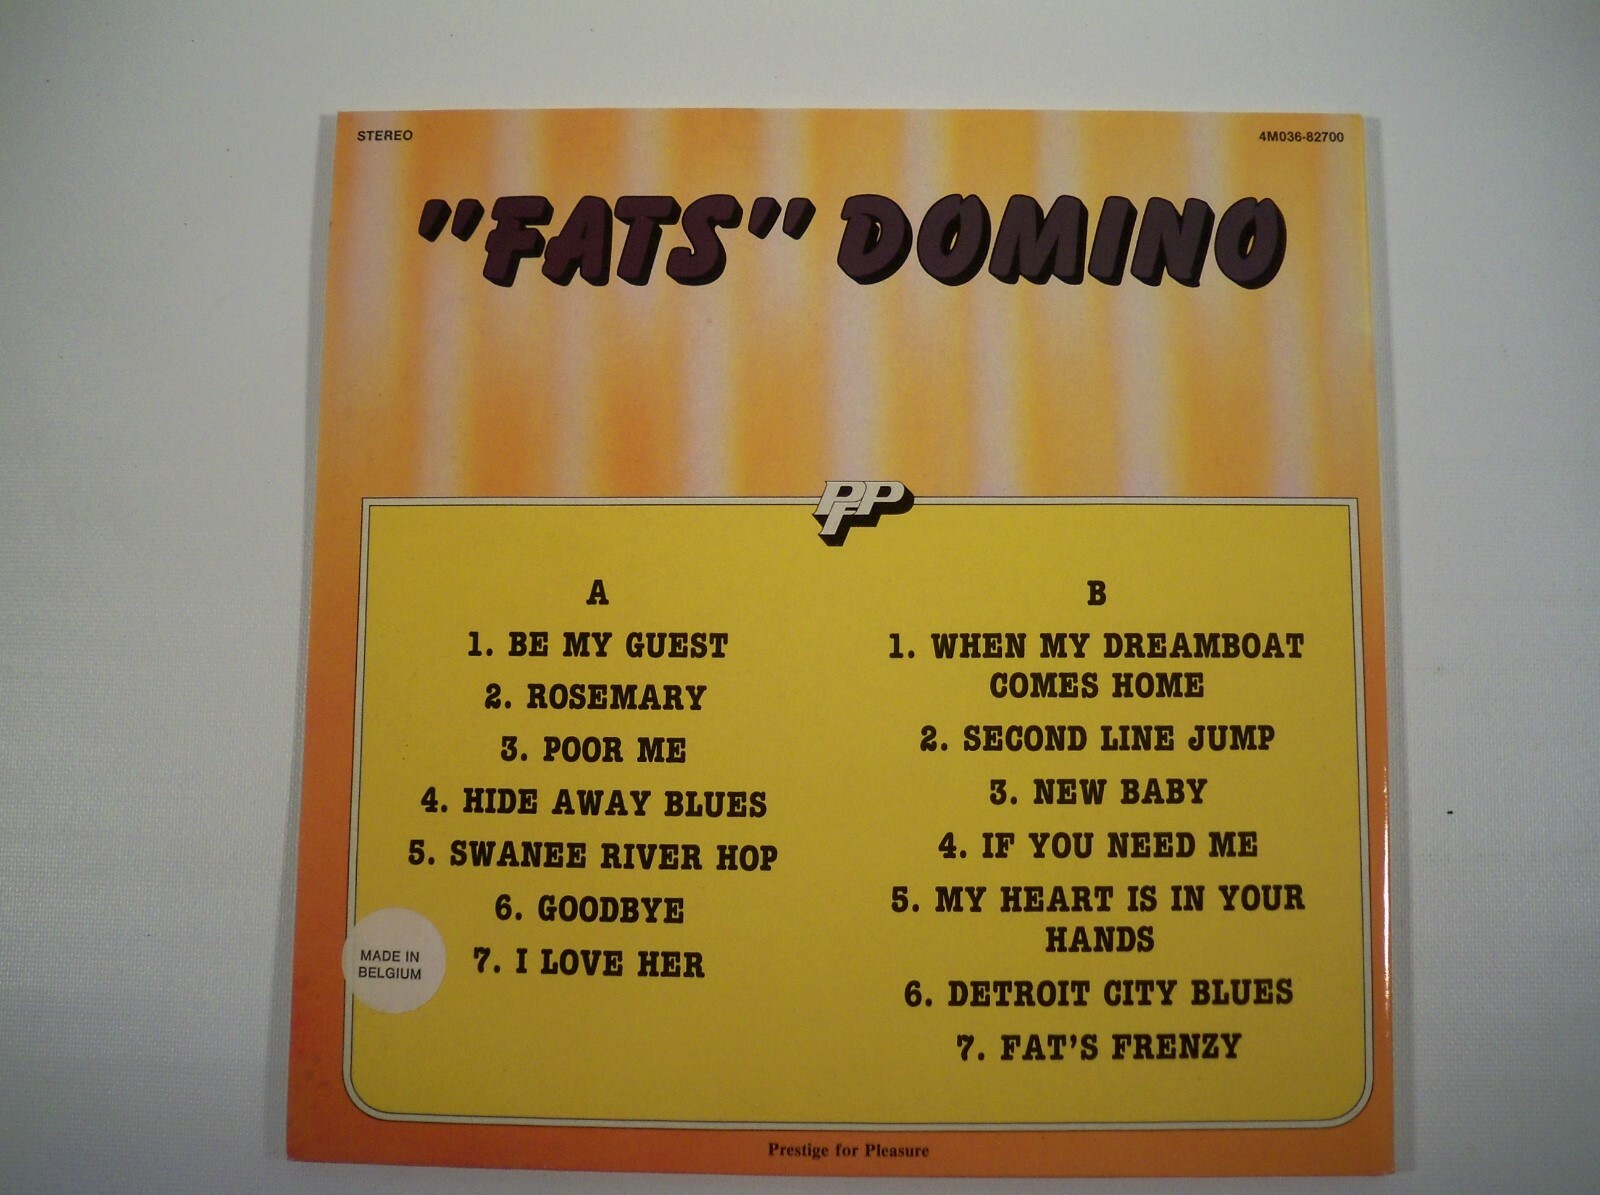 STEREO
4M036-82700
"FATS" DOMINO
PFP
A
1. BE MY GUEST
2. ROSEMARY
3. POOR ME
4. HIDE AWAY BLUES
5. SWANEE RIVER HOP
6. GOODBYE
7. I LOVE HER
MADE IN
BELGIUM
B
1. WHEN MY DREAMBOAT
COMES HOME
2. SECOND LINE JUMP
3. NEW BABY
4. IF YOU NEED ME
5. MY HEART IS IN YOUR
HANDS
6. DETROIT CITY BLUES
7. FAT'S FRENZY
Prestige for Pleasure